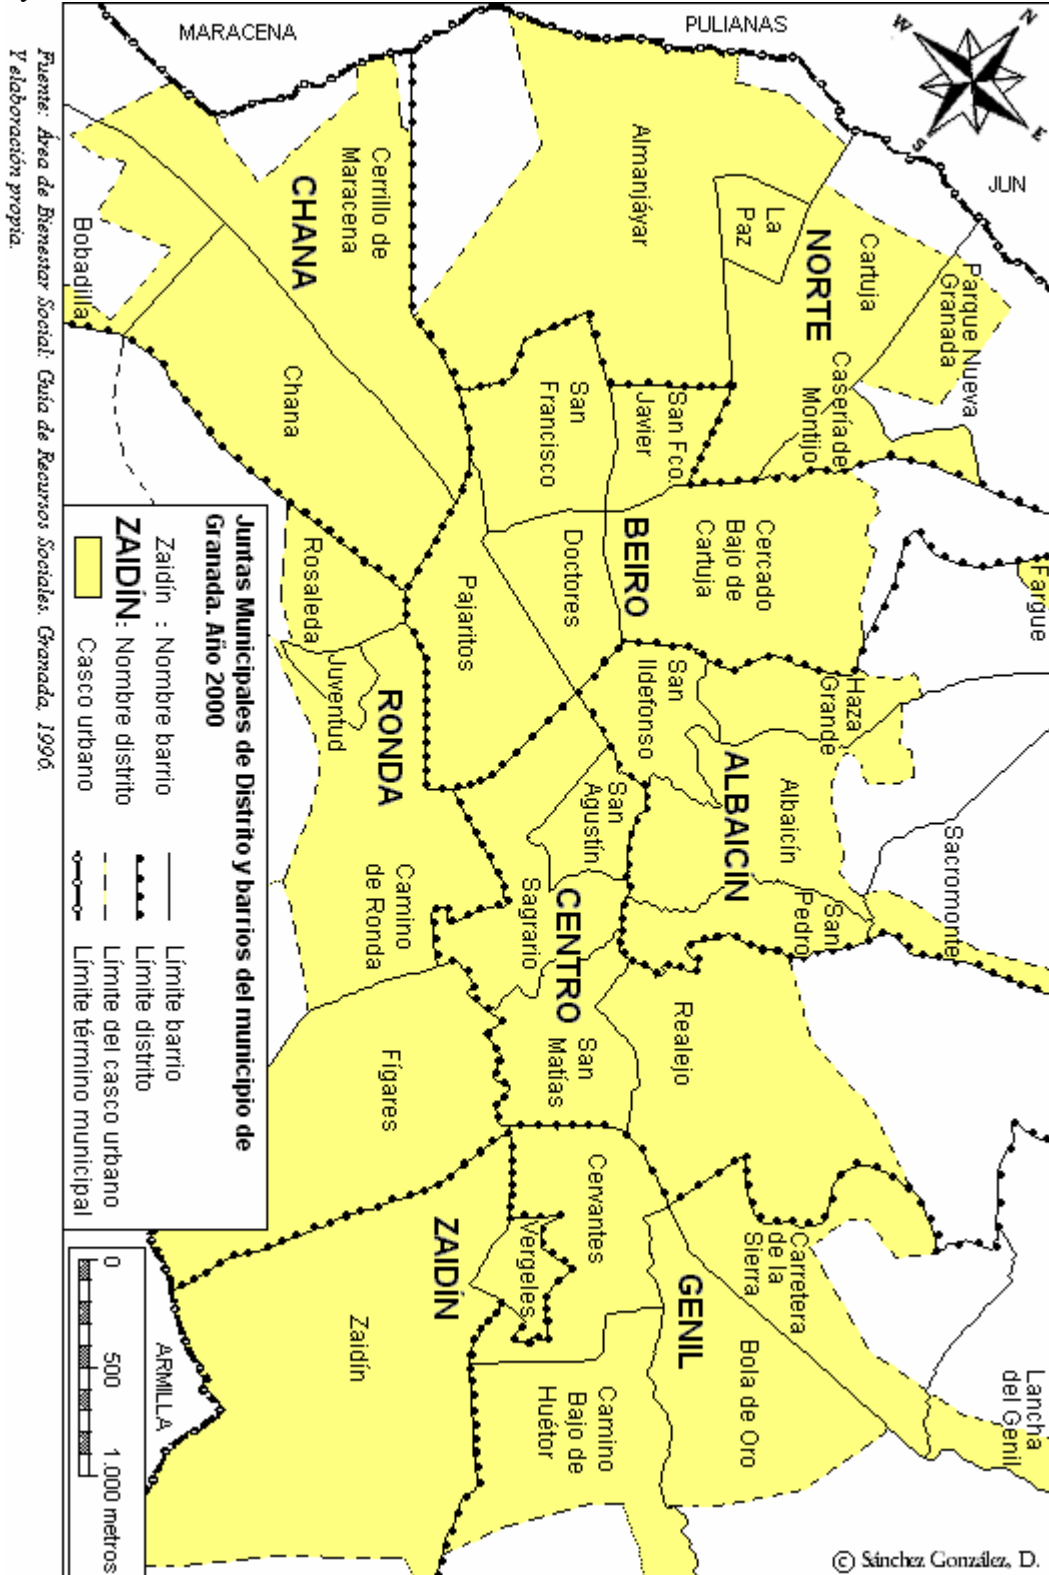 MARACENA
PULIANAS
N
W
E
S
JUN
Almanjáyar
La
Paz
NORTE
Cartuja
Parque Nueva
Granada
Casería de
Montijo
Cerrillo de
Maracena
CHANA
Bobadilla
Chana
San
Francisco
San Fco.
Javier
BEIRO
Cercado
Bajo de
Cartuja
Doctores
Pajaritos
Fargue
Rosaleda
Juventud
RONDA
San
Ildefonso
Haza
Grande
ALBAICÍN
Albaicín
Sacromonte
San
Pedro
San
Agustín
CENTRO
Sagrario
Camino
de Ronda
San
Matías
Realejo
Fígares
Cervantes
Vergeles
ZAIDÍN
Zaidín
GENIL
Carretera
de la
Sierra
Bola de Oro
Camino
Bajo de
Huétor
Lancha
del Genil
ARMILLA
Juntas Municipales de Distrito y barrios del municipio de
Granada. Año 2000
Zaidín : Nombre barrio
ZAIDÍN: Nombre distrito
Casco urbano
Límite barrio
Límite distrito
Límite del casco urbano
Límite término municipal
0 500 1.000 metros
Fuente: Área de Bienestar Social: Guía de Recursos Sociales. Granada, 1996.
Y elaboración propia.
© Sánchez González, D.